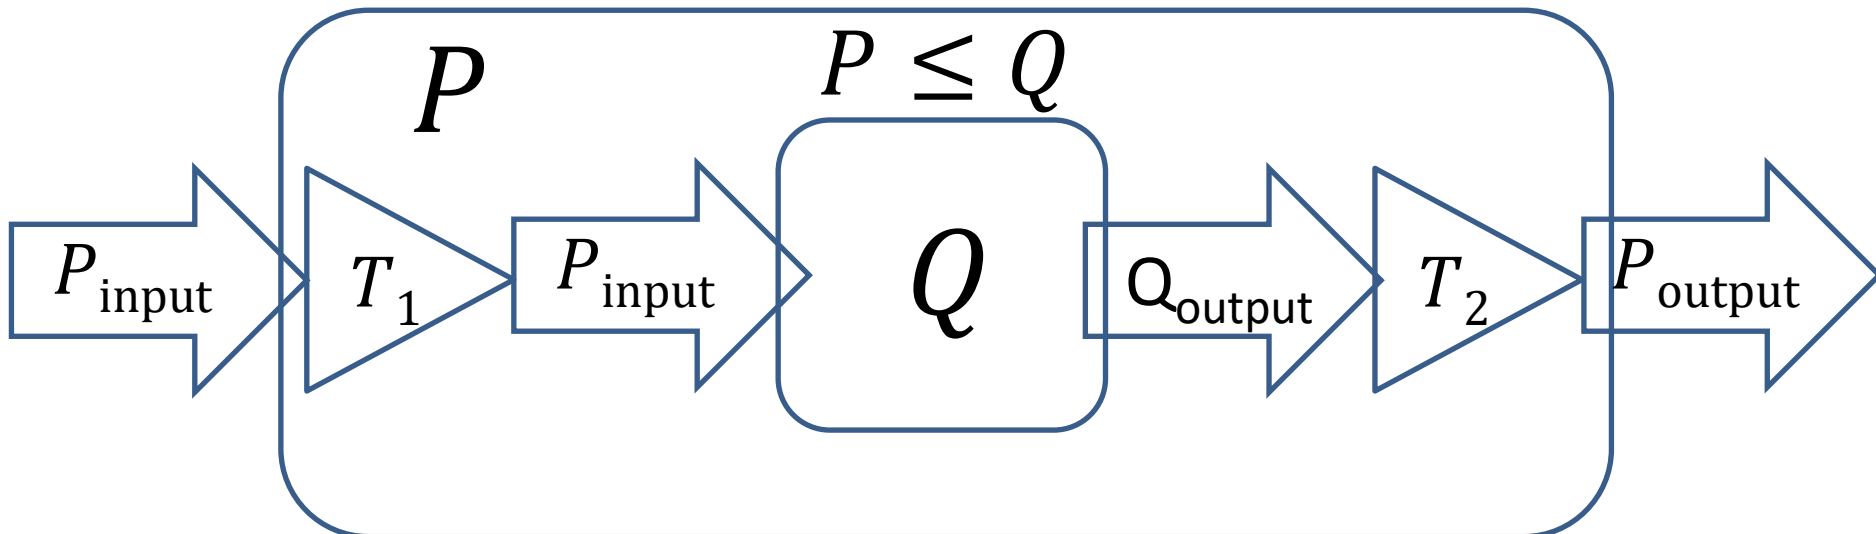 P
P ≤ Q
P input
T 1
P input
Q
Q output
T 2
P output